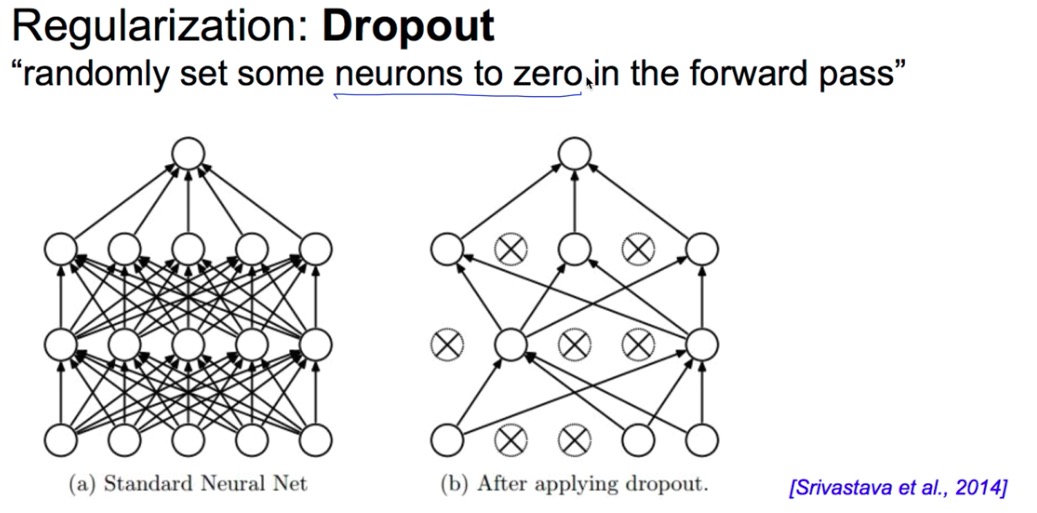 Regularization: Dropout
“randomly set some neurons to zero in the forward pass”
(a) Standard Neural Net
(b) After applying dropout.
[Srivastava et al., 2014]